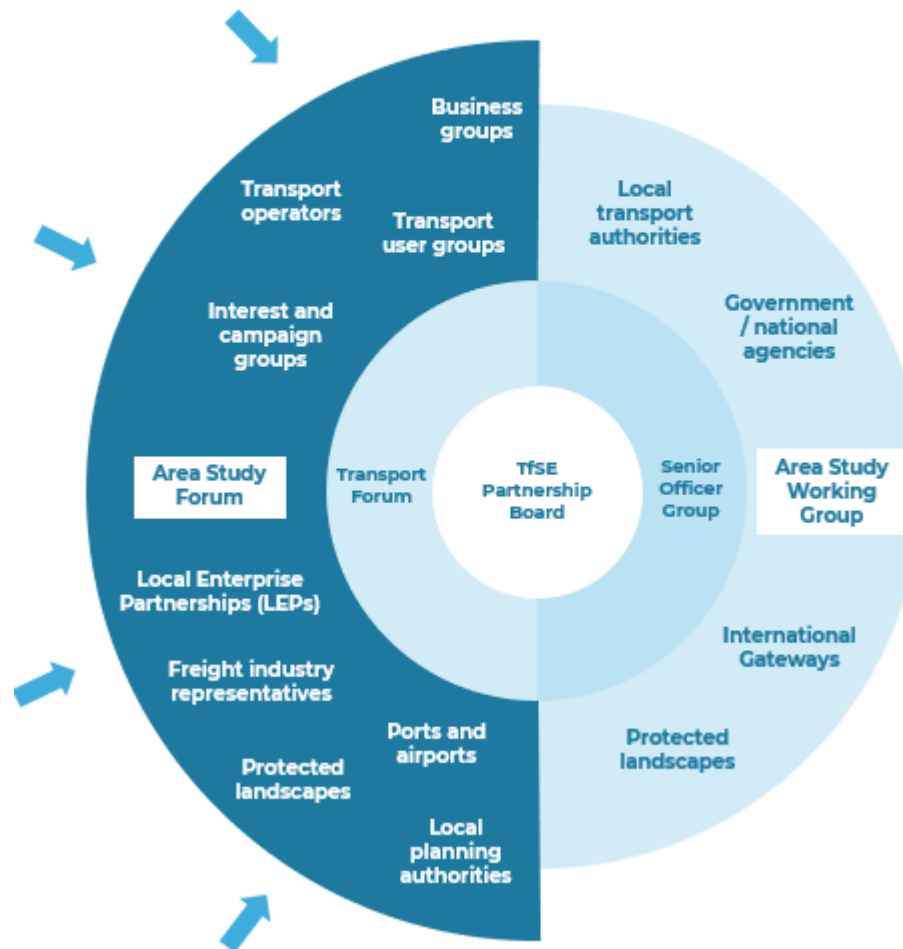 Business
groups
Transport
operators
Transport
user groups
Interest and
campaign
groups
Area Study
Forum
Local Enterprise
Partnerships (LEPs)
Freight industry
representatives
Ports and
airports
Protected
landscapes
Local
planning
authorities
Transport
Forum
TfSE
Partnership
Board
Senior
Officer
Group
Local
transport
authorities
Government
/ national
agencies
Area Study
Working
Group
International
Gateways
Protected
landscapes